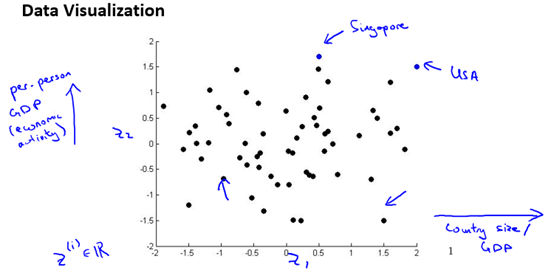 Data Visualization
Singapore
USA
per-person
GDP
(economic
activity)
z₂
2
1.5
1
0.5
0
-0.5
-1
-1.5
-2
-2
-1.5
-1
-0.5
0
0.5
1
1.5
2
z₁
z⁽ⁱ⁾ ∈ ℝ
Country size/
GDP
1